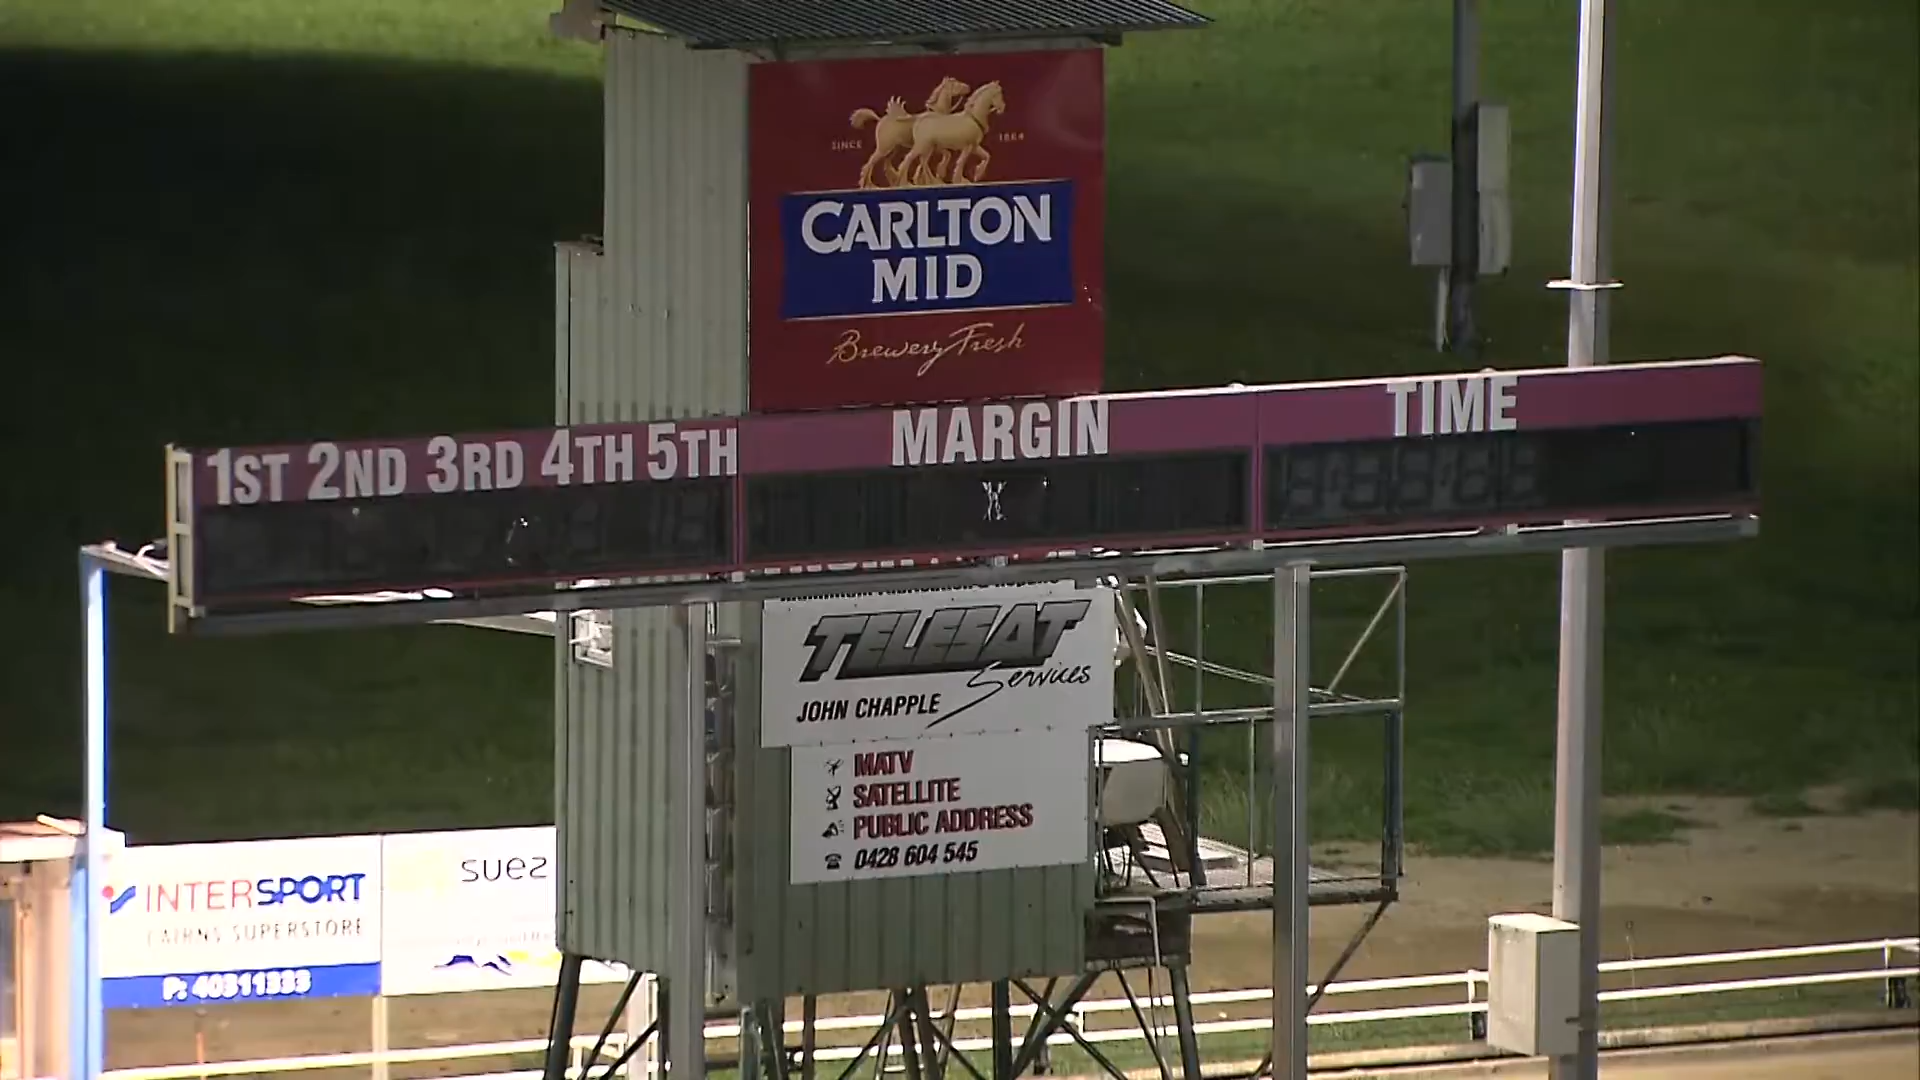 SINCE 1864
CARLTON
MID
Brewery Fresh
1ST 2ND 3RD 4TH 5TH MARGIN TIME
TELESAT
Services
JOHN CHAPPLE
MATV
SATELLITE
PUBLIC ADDRESS
0428 604 545
INTERSPORT
CAIRNS SUPERSTORE
P: 40311333
suez